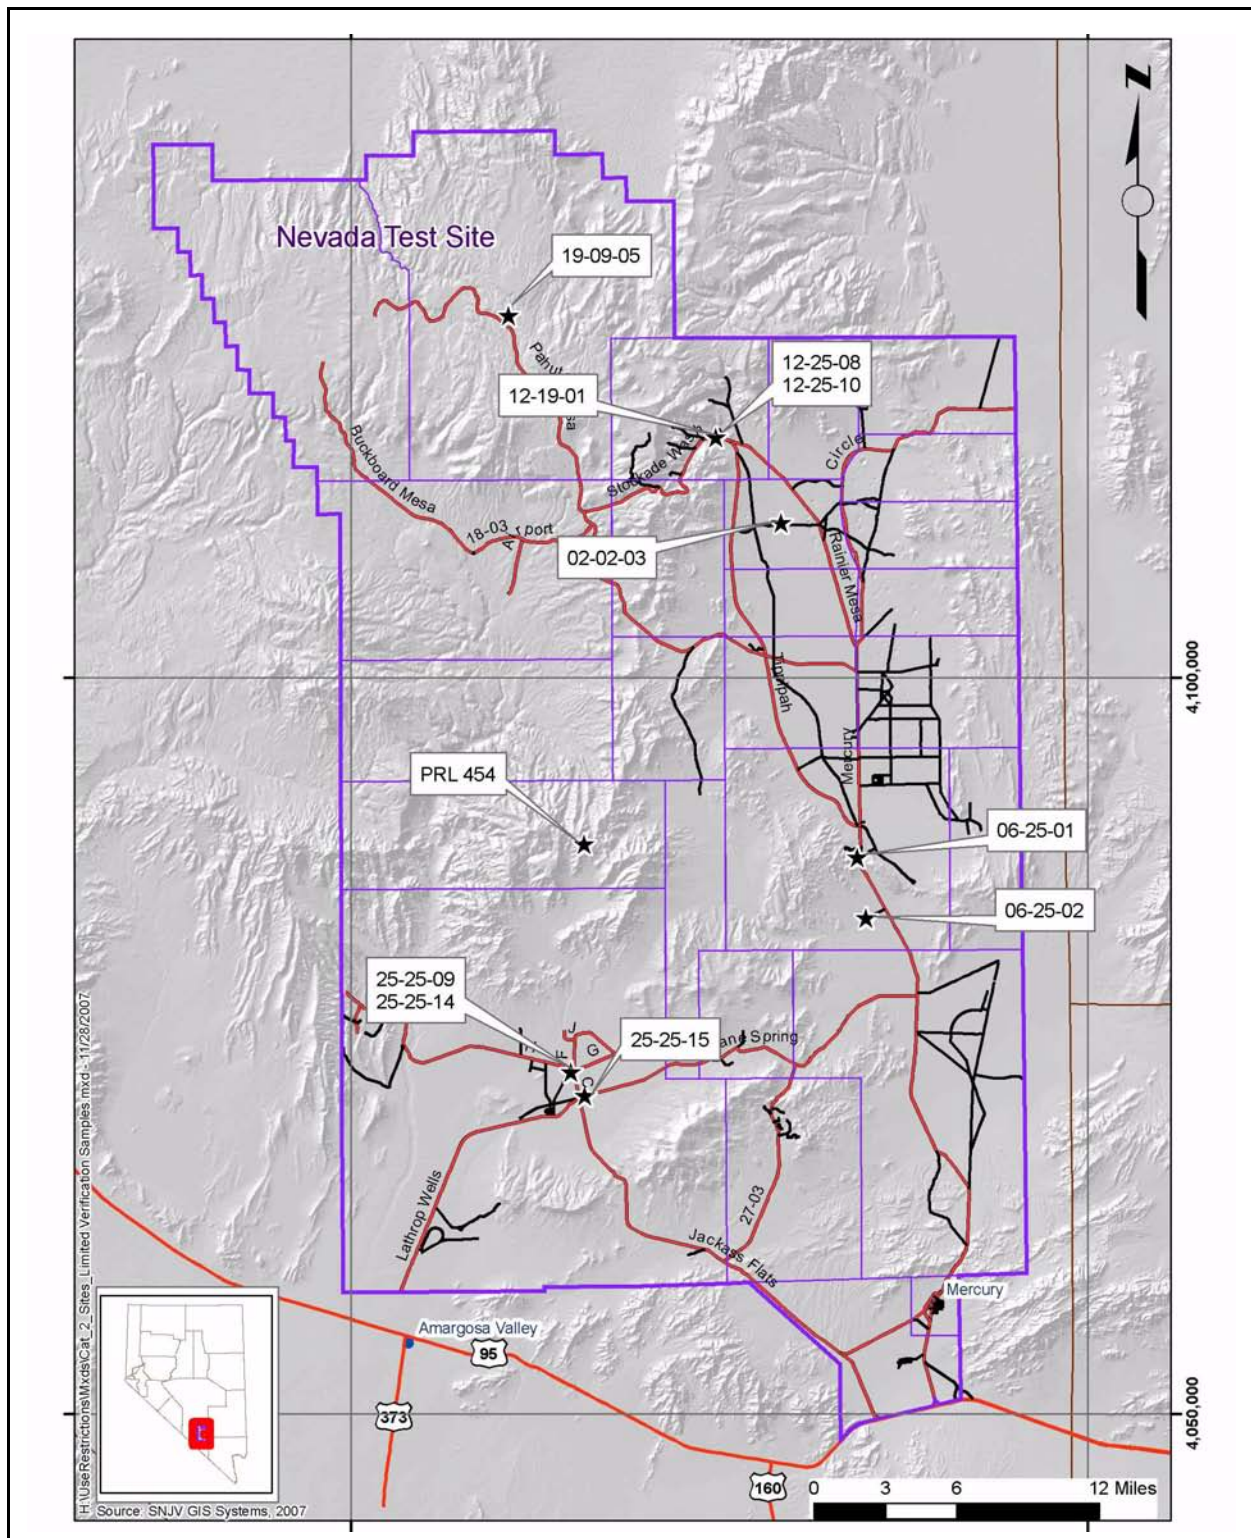 N
Nevada Test Site
19-09-05
12-25-08
12-25-10
12-19-01
Circle
Buckboard Mesa
Stockade Wash
18-03
Airport
02-02-03
Rainier Mesa
Tippipah
4,100,000
Mercury
PRL 454
06-25-01
06-25-02
25-25-09
25-25-14
25-25-15
J
F
G
C
H
Spring
27-03
Lathrop Wells
Jackass Flats
Mercury
Amargosa Valley
95
373
160
4,050,000
0 3 6 12 Miles
H:\UseRestrictions\Mxds\Cat_2_Sites_Limited Verification Samples.mxd - 11/28/2007
Source: SNJV GIS Systems, 2007